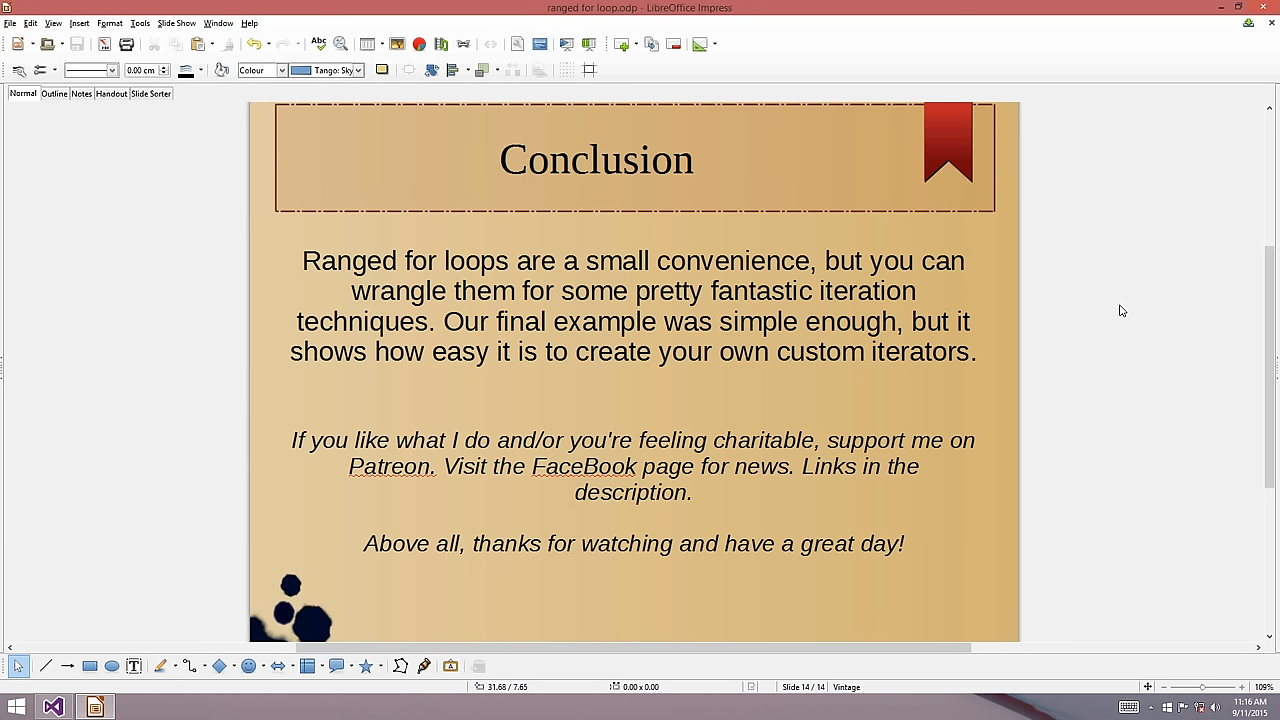 ranged for loop.odp - LibreOffice Impress
File Edit View Insert Format Tools Slide Show Window Help
Abc
0.00 cm Colour Tango: Sky
Normal Outline Notes Handout Slide Sorter
Conclusion
Ranged for loops are a small convenience, but you can
wrangle them for some pretty fantastic iteration
techniques. Our final example was simple enough, but it
shows how easy it is to create your own custom iterators.
If you like what I do and/or you're feeling charitable, support me on
Patreon. Visit the FaceBook page for news. Links in the
description.
Above all, thanks for watching and have a great day!
T
A
31.68 / 7.65 0.00 x 0.00 Slide 14 / 14 Vintage 109%
11:16 AM
9/11/2015